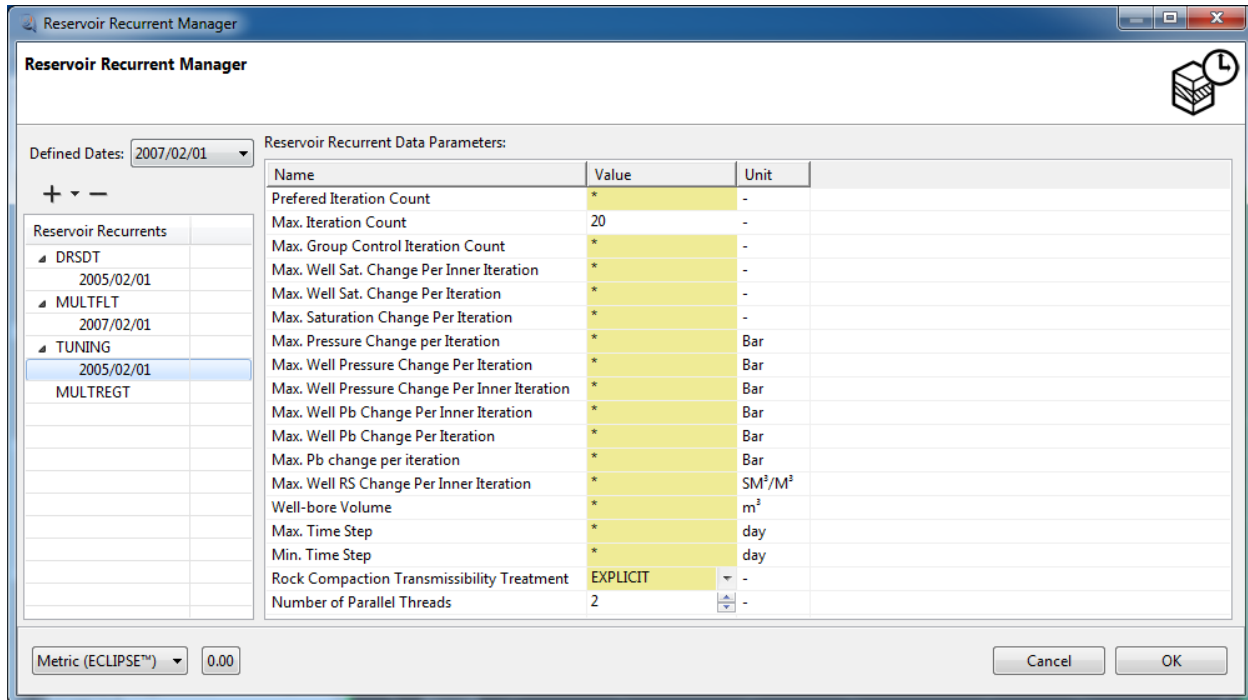 Reservoir Recurrent Manager
Reservoir Recurrent Manager
Defined Dates: 2007/02/01
Reservoir Recurrents
DRSDT
2005/02/01
MULTFLT
2007/02/01
TUNING
2005/02/01
MULTREGT
Reservoir Recurrent Data Parameters:
Name Value Unit
Prefered Iteration Count * -
Max. Iteration Count 20 -
Max. Group Control Iteration Count * -
Max. Well Sat. Change Per Inner Iteration * -
Max. Well Sat. Change Per Iteration * -
Max. Saturation Change Per Iteration * -
Max. Pressure Change per Iteration * Bar
Max. Well Pressure Change Per Iteration * Bar
Max. Well Pressure Change Per Inner Iteration * Bar
Max. Well Pb Change Per Inner Iteration * Bar
Max. Well Pb Change Per Iteration * Bar
Max. Pb change per iteration * Bar
Max. Well RS Change Per Inner Iteration * SM³/M³
Well-bore Volume * m³
Max. Time Step * day
Min. Time Step * day
Rock Compaction Transmissibility Treatment EXPLICIT -
Number of Parallel Threads 2 -
Metric (ECLIPSE™) 0.00 Cancel OK